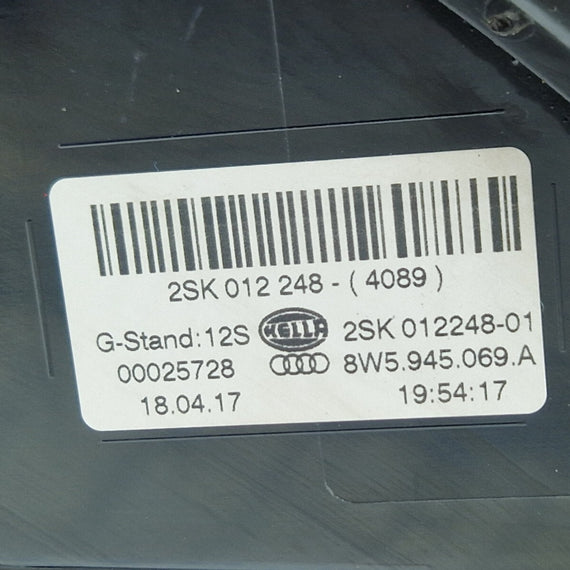 2SK 012 248 - ( 4089 )
G-Stand: 12S HELLA 2SK 012248-01
00025728 8W5.945.069.A
18.04.17 19:54:17